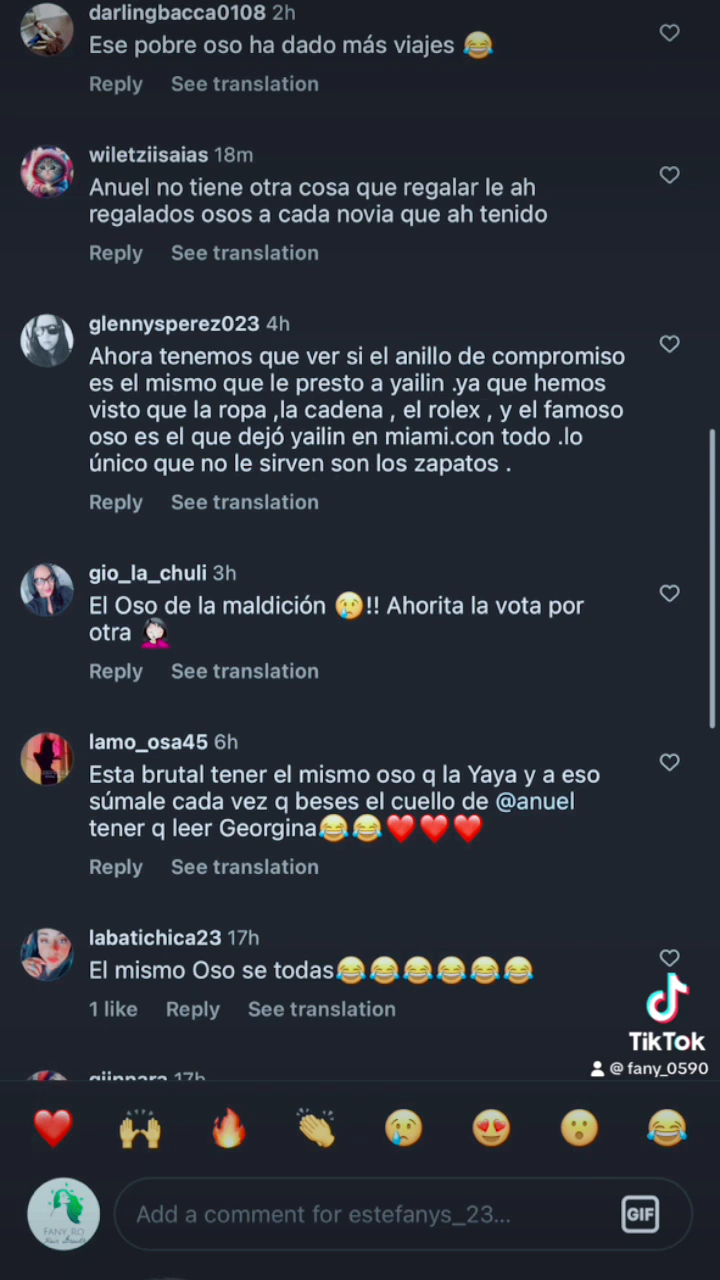 darlingbacca0108 2h
Ese pobre oso ha dado más viajes 😂
Reply See translation
wiletziisaias 18m
Anuel no tiene otra cosa que regalar le ah
regalados osos a cada novia que ah tenido
Reply See translation
glennysperez023 4h
Ahora tenemos que ver si el anillo de compromiso
es el mismo que le presto a yailin .ya que hemos
visto que la ropa ,la cadena , el rolex , y el famoso
oso es el que dejó yailin en miami.con todo .lo
único que no le sirven son los zapatos .
Reply See translation
gio_la_chuli 3h
El Oso de la maldición 😢!! Ahorita la vota por
otra 🤦🏻‍♀️
Reply See translation
lamo_osa45 6h
Esta brutal tener el mismo oso q la Yaya y a eso
súmale cada vez q beses el cuello de @anuel
tener q leer Georgina😂😂❤️❤️❤️
Reply See translation
labatichica23 17h
El mismo Oso se todas😂😂😂😂😂😂
1 like Reply See translation
TikTok
@ fany_0590
17h
❤️🙌🔥👏😢😍😮😂
Add a comment for estefanys_23...
GIF
FANY RO